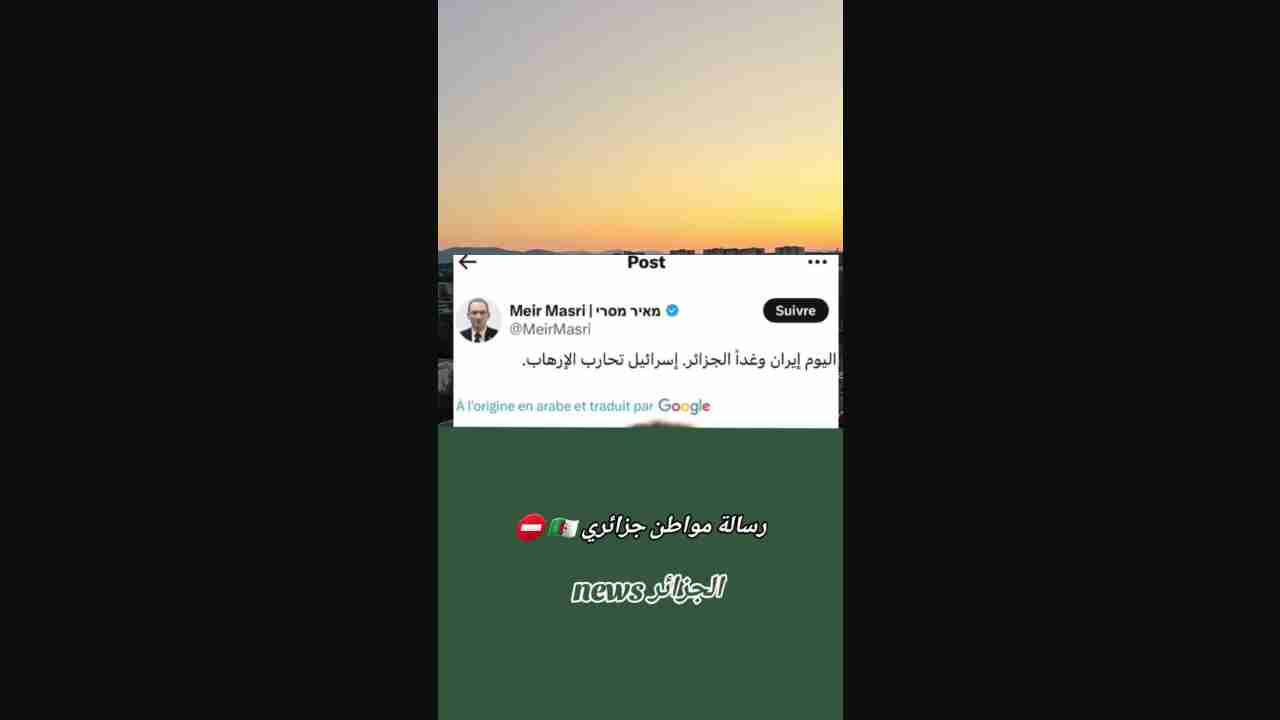 Post
Meir Masri | מאיר מסרי
Suivre
@MeirMasri
اليوم إيران وغداً الجزائر. إسرائيل تحارب الإرهاب.
À l'origine en arabe et traduit par Google
رسالة مواطن جزائري 🇩🇿⛔
الجزائر news